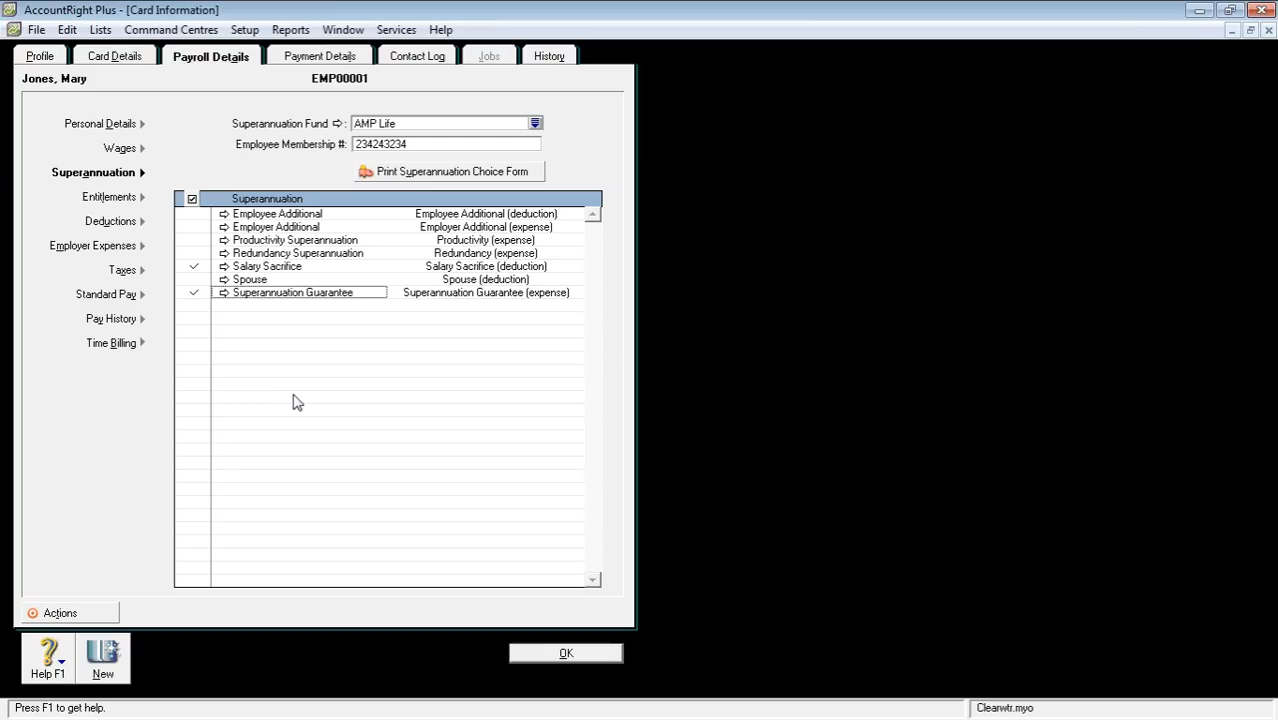 AccountRight Plus - [Card Information]
File Edit Lists Command Centres Setup Reports Window Services Help
Profile Card Details Payroll Details Payment Details Contact Log Jobs History
Jones, Mary EMP00001
Personal Details
Wages
Superannuation
Entitlements
Deductions
Employer Expenses
Taxes
Standard Pay
Pay History
Time Billing
Superannuation Fund : AMP Life
Employee Membership #: 234243234
Print Superannuation Choice Form
Superannuation
Employee Additional Employee Additional (deduction)
Employer Additional Employer Additional (expense)
Productivity Superannuation Productivity (expense)
Redundancy Superannuation Redundancy (expense)
Salary Sacrifice Salary Sacrifice (deduction)
Spouse Spouse (deduction)
Superannuation Guarantee Superannuation Guarantee (expense)
Actions
Help F1 New OK
Press F1 to get help. Clearwtr.myo